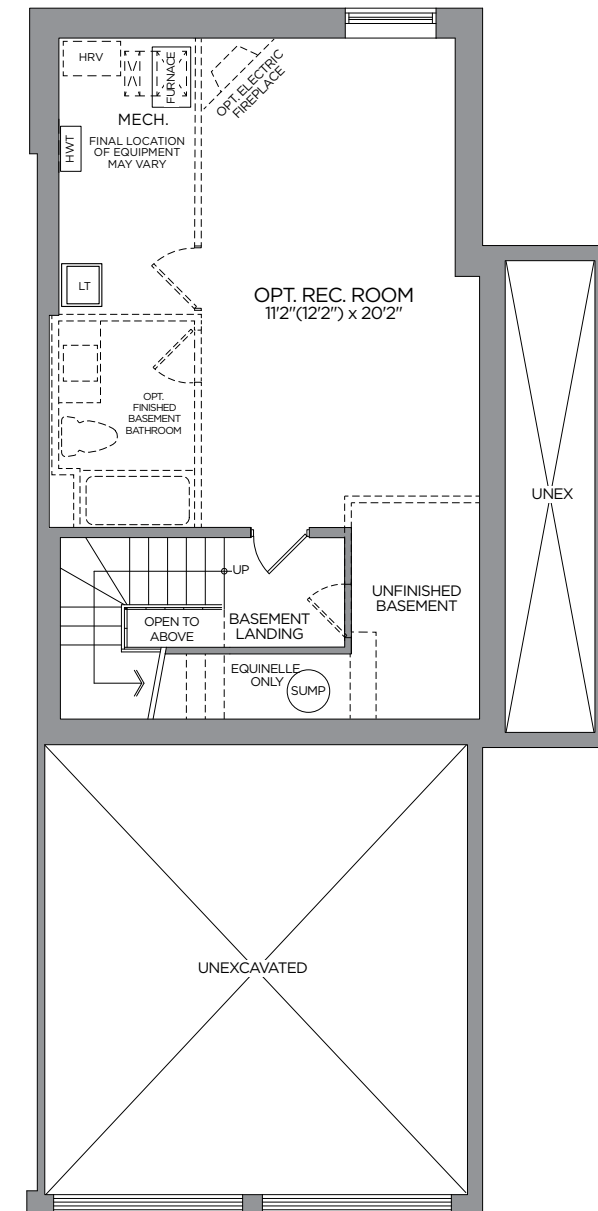 HRV
FURNACE
OPT. ELECTRIC
FIREPLACE
MECH.
FINAL LOCATION
OF EQUIPMENT
MAY VARY
HWT
LT
OPT. REC. ROOM
11'2"(12'2") x 20'2"
OPT.
FINISHED
BASEMENT
BATHROOM
UNEX
UP
UNFINISHED
BASEMENT
OPEN TO
ABOVE
BASEMENT
LANDING
EQUINELLE
ONLY
SUMP
UNEXCAVATED